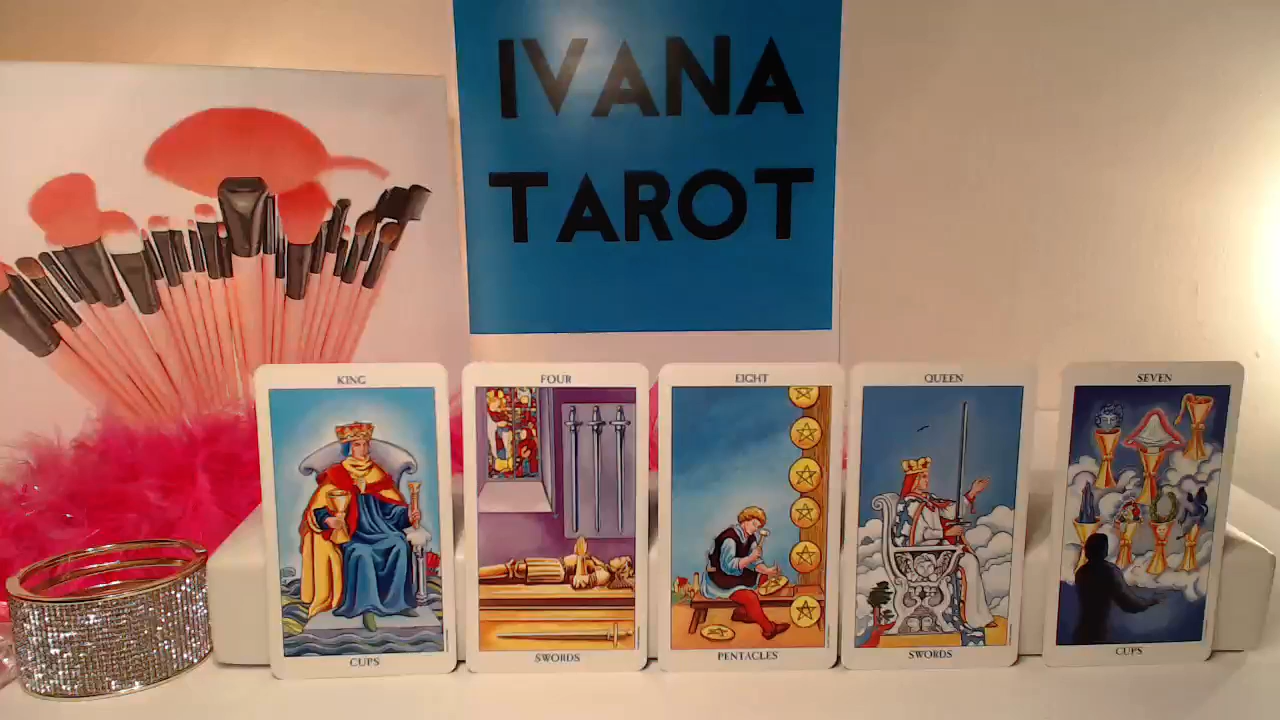 IVANA
TAROT
KING
FOUR
EIGHT
QUEEN
SEVEN
CUPS
SWORDS
PENTACLES
SWORDS
CUPS